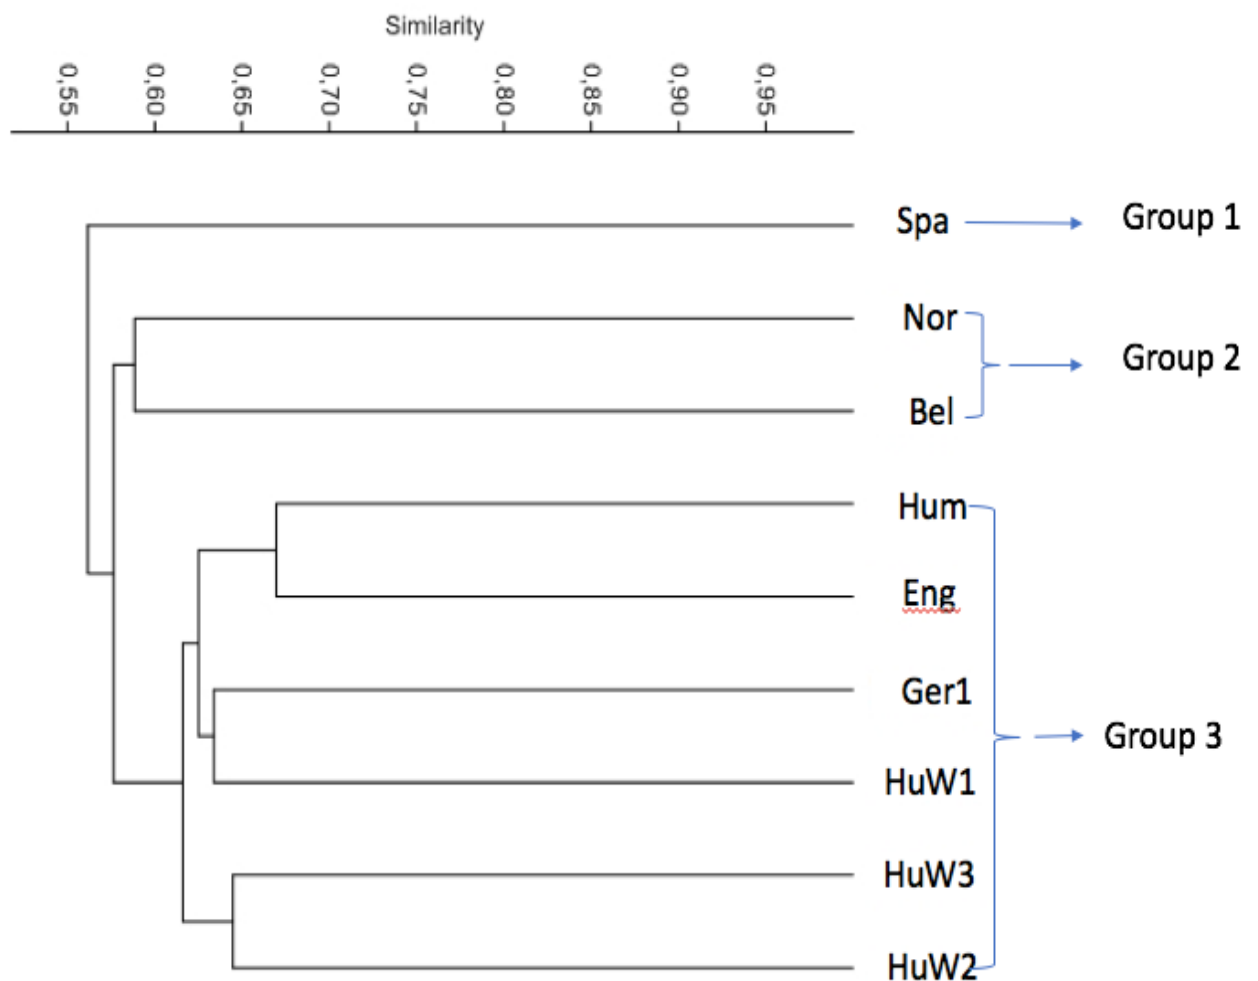 Similarity
0,55 0,60 0,65 0,70 0,75 0,80 0,85 0,90 0,95
Spa Group 1
Nor
Group 2
Bel
Hum
Eng
Ger1
Group 3
HuW1
HuW3
HuW2